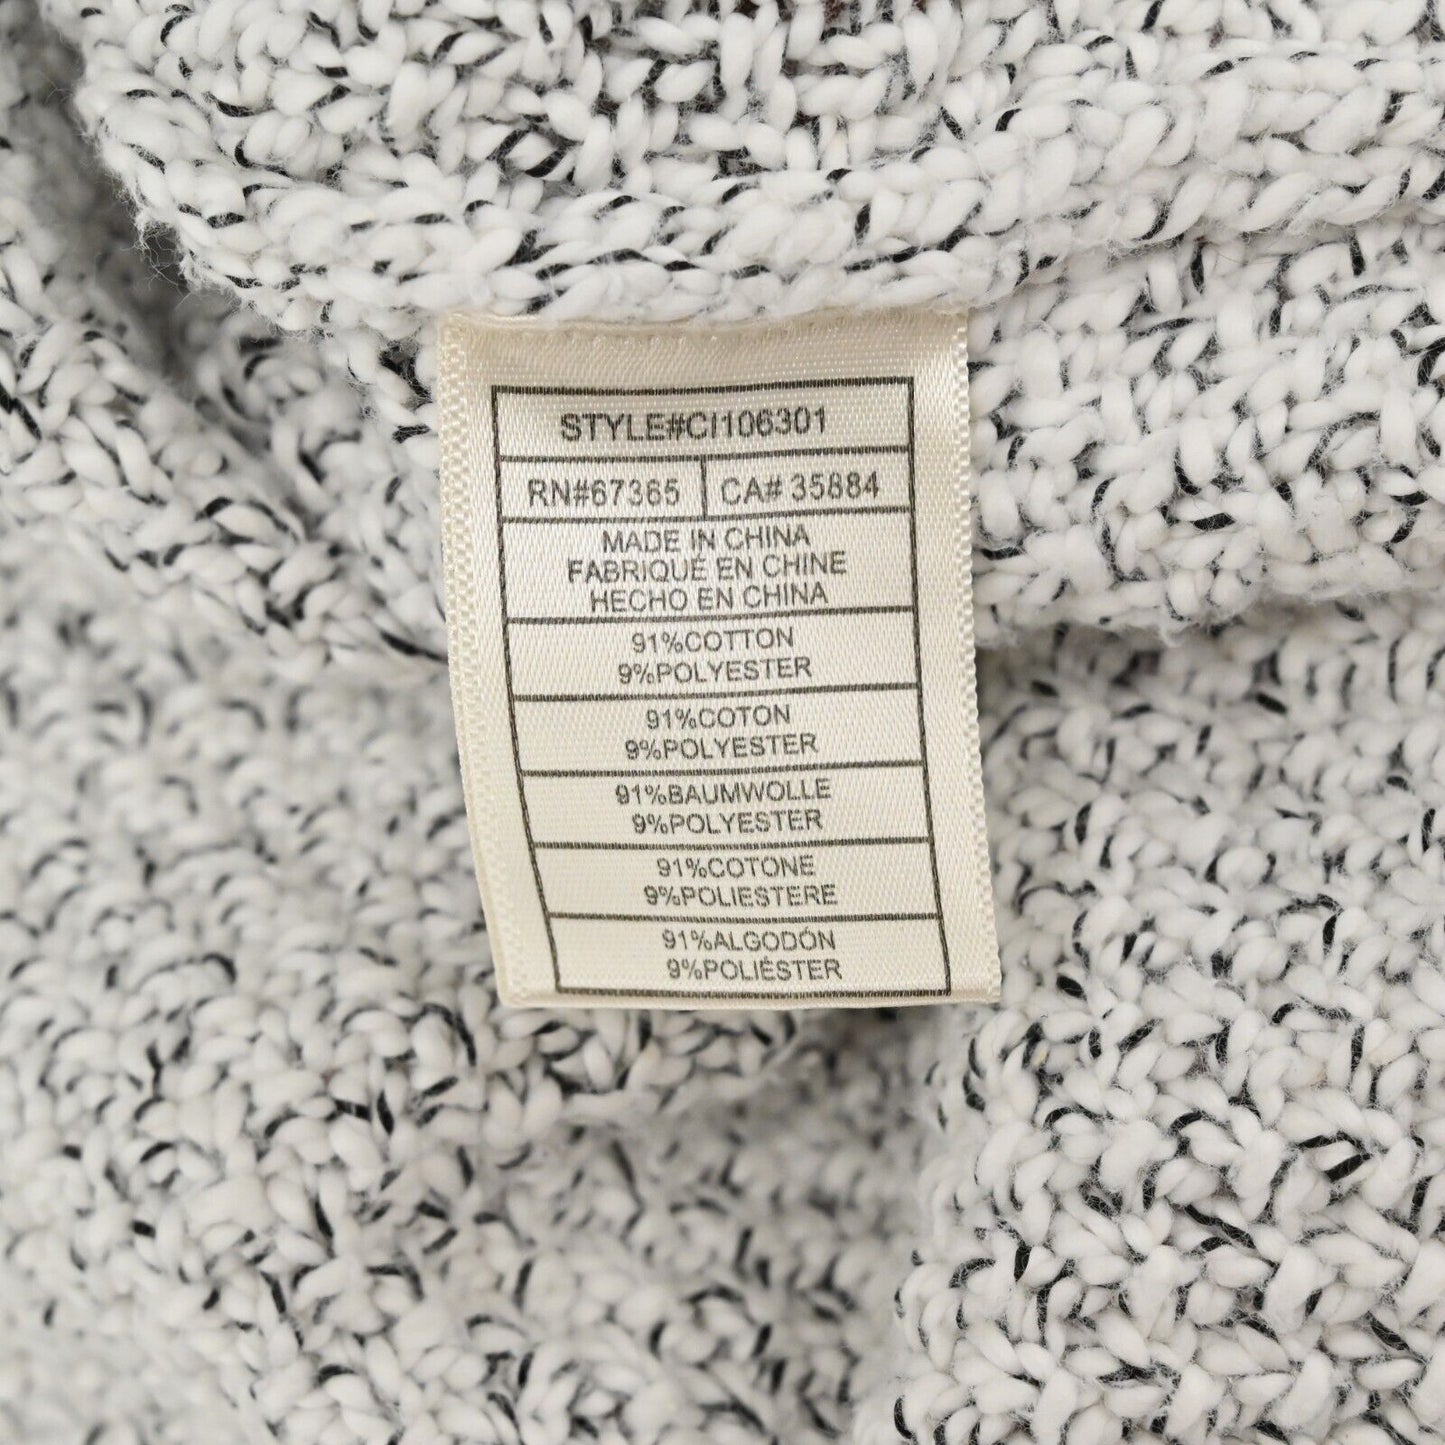 STYLE#CI106301
RN#67365 CA# 35884
MADE IN CHINA
FABRIQUÉ EN CHINE
HECHO EN CHINA
91%COTTON
9%POLYESTER
91%COTON
9%POLYESTER
91%BAUMWOLLE
9%POLYESTER
91%COTONE
9%POLIESTERE
91%ALGODÓN
9%POLIÉSTER